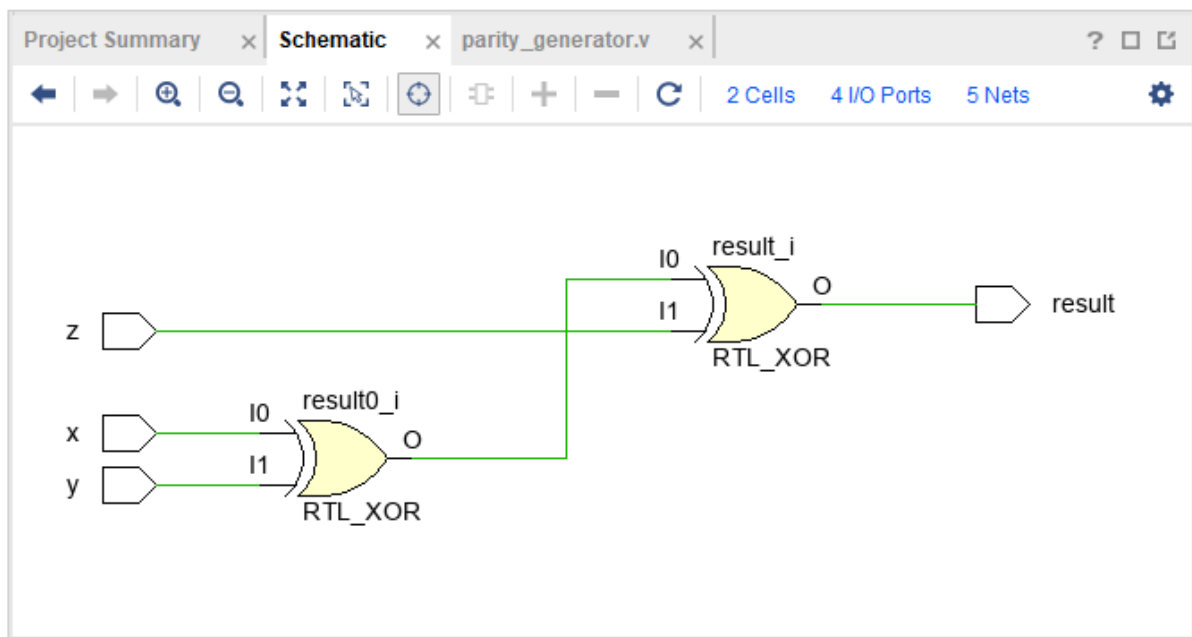 Project Summary × Schematic × parity_generator.v × ?
2 Cells 4 I/O Ports 5 Nets
result_i
I0
O
I1
result
z
RTL_XOR
result0_i
I0
x
O
I1
y
RTL_XOR